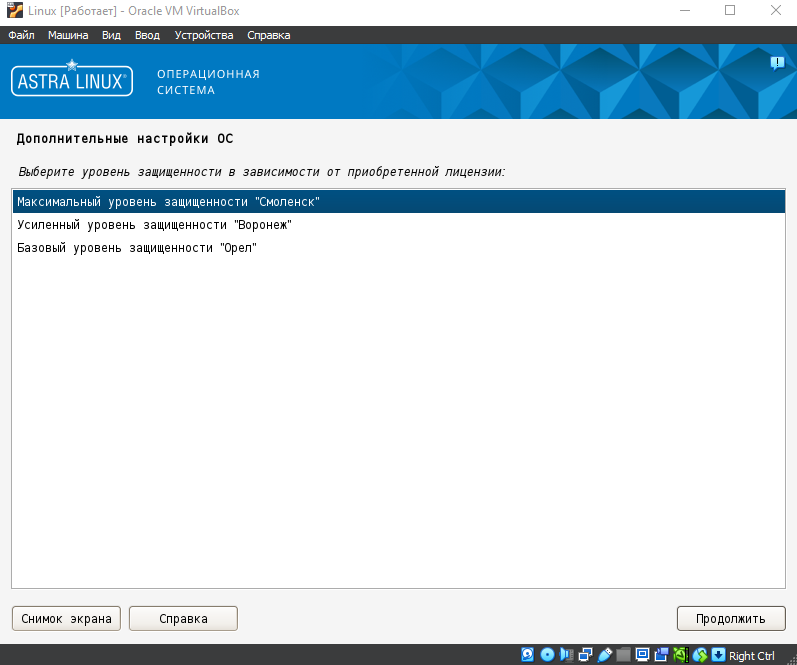 Linux [Работает] - Oracle VM VirtualBox
Файл Машина Вид Ввод Устройства Справка
ASTRA LINUX® ОПЕРАЦИОННАЯ
СИСТЕМА
Дополнительные настройки ОС
Выберите уровень защищенности в зависимости от приобретенной лицензии:
Максимальный уровень защищенности "Смоленск"
Усиленный уровень защищенности "Воронеж"
Базовый уровень защищенности "Орел"
Снимок экрана Справка Продолжить
Right Ctrl